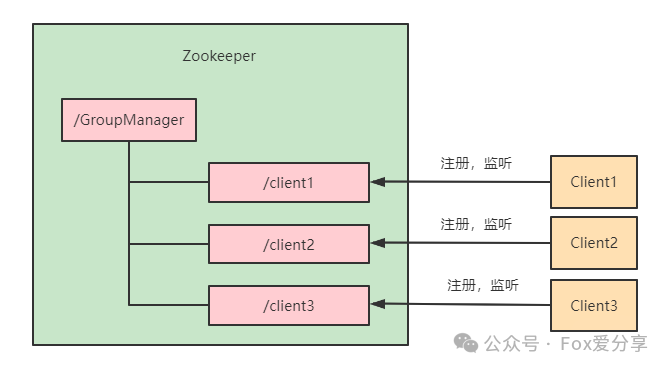 Zookeeper
/GroupManager
/client1
注册，监听
Client1
/client2
注册，监听
Client2
/client3
注册，监听
Client3
公众号 · Fox爱分享